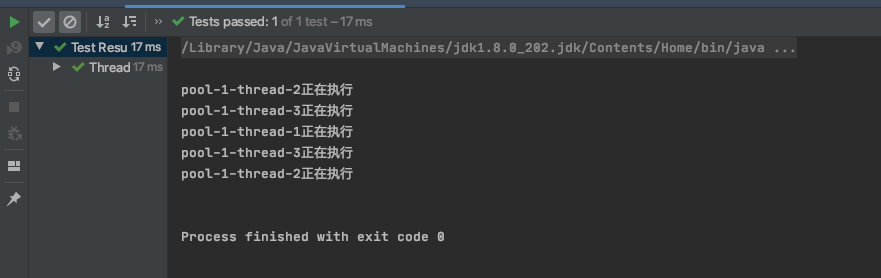 Tests passed: 1 of 1 test – 17 ms
Test Resu 17 ms
Thread 17 ms
/Library/Java/JavaVirtualMachines/jdk1.8.0_202.jdk/Contents/Home/bin/java ...
pool-1-thread-2正在执行
pool-1-thread-3正在执行
pool-1-thread-1正在执行
pool-1-thread-3正在执行
pool-1-thread-2正在执行
Process finished with exit code 0